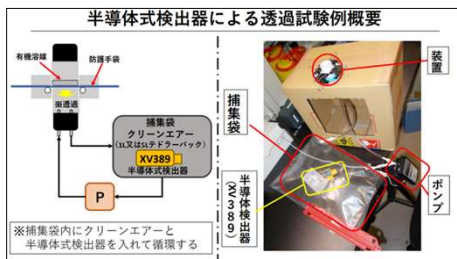 半導体式検出器による透過試験例概要
有機溶媒
防護手袋
※透過
捕集袋
クリーンエアー
(1L又は5Lテドラーバック)
XV389
半導体式検出器
P
※捕集袋内にクリーンエアーと
半導体式検出器を入れて循環する
装置
捕集袋
半導体検出器
(XV389)
ポンプ